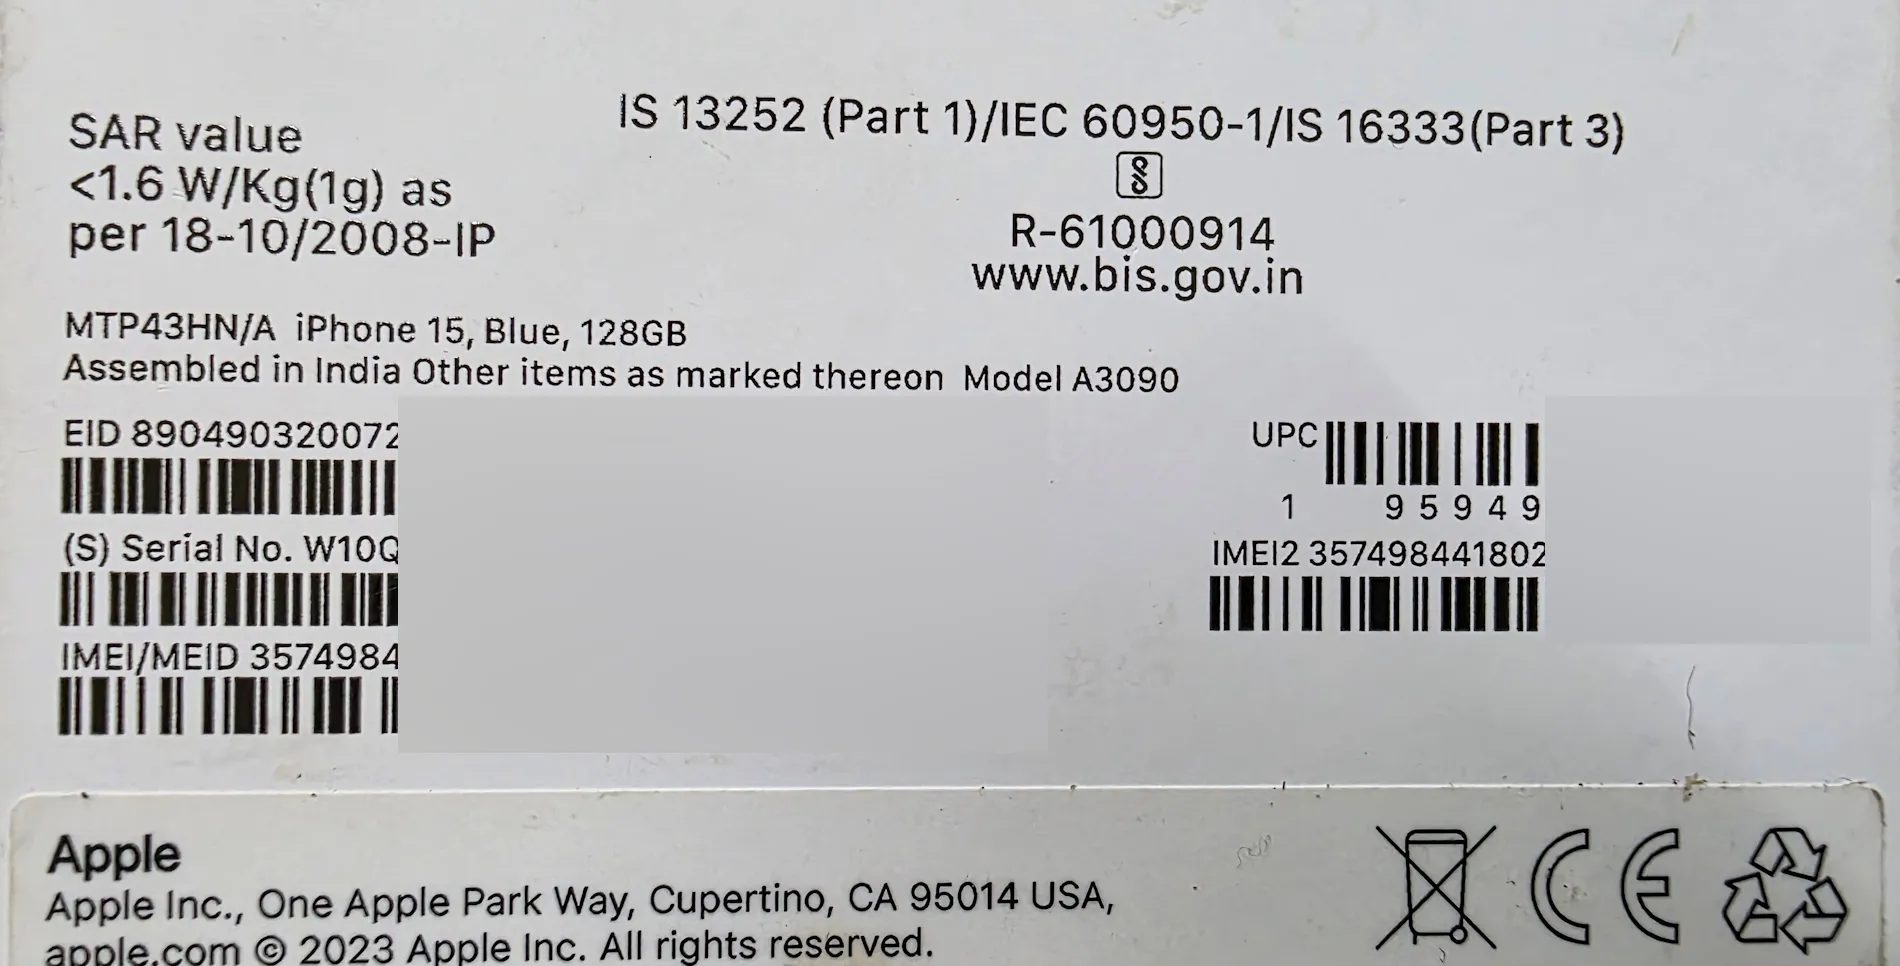 SAR value
<1.6 W/Kg(1g) as
per 18-10/2008-IP
IS 13252 (Part 1)/IEC 60950-1/IS 16333(Part 3)
R-61000914
www.bis.gov.in
MTP43HN/A iPhone 15, Blue, 128GB
Assembled in India Other items as marked thereon Model A3090
EID 890490320072
UPC
1 95949
(S) Serial No. W10Q
IMEI2 357498441802
IMEI/MEID 3574984
Apple
Apple Inc., One Apple Park Way, Cupertino, CA 95014 USA,
apple.com © 2023 Apple Inc. All rights reserved.
CE